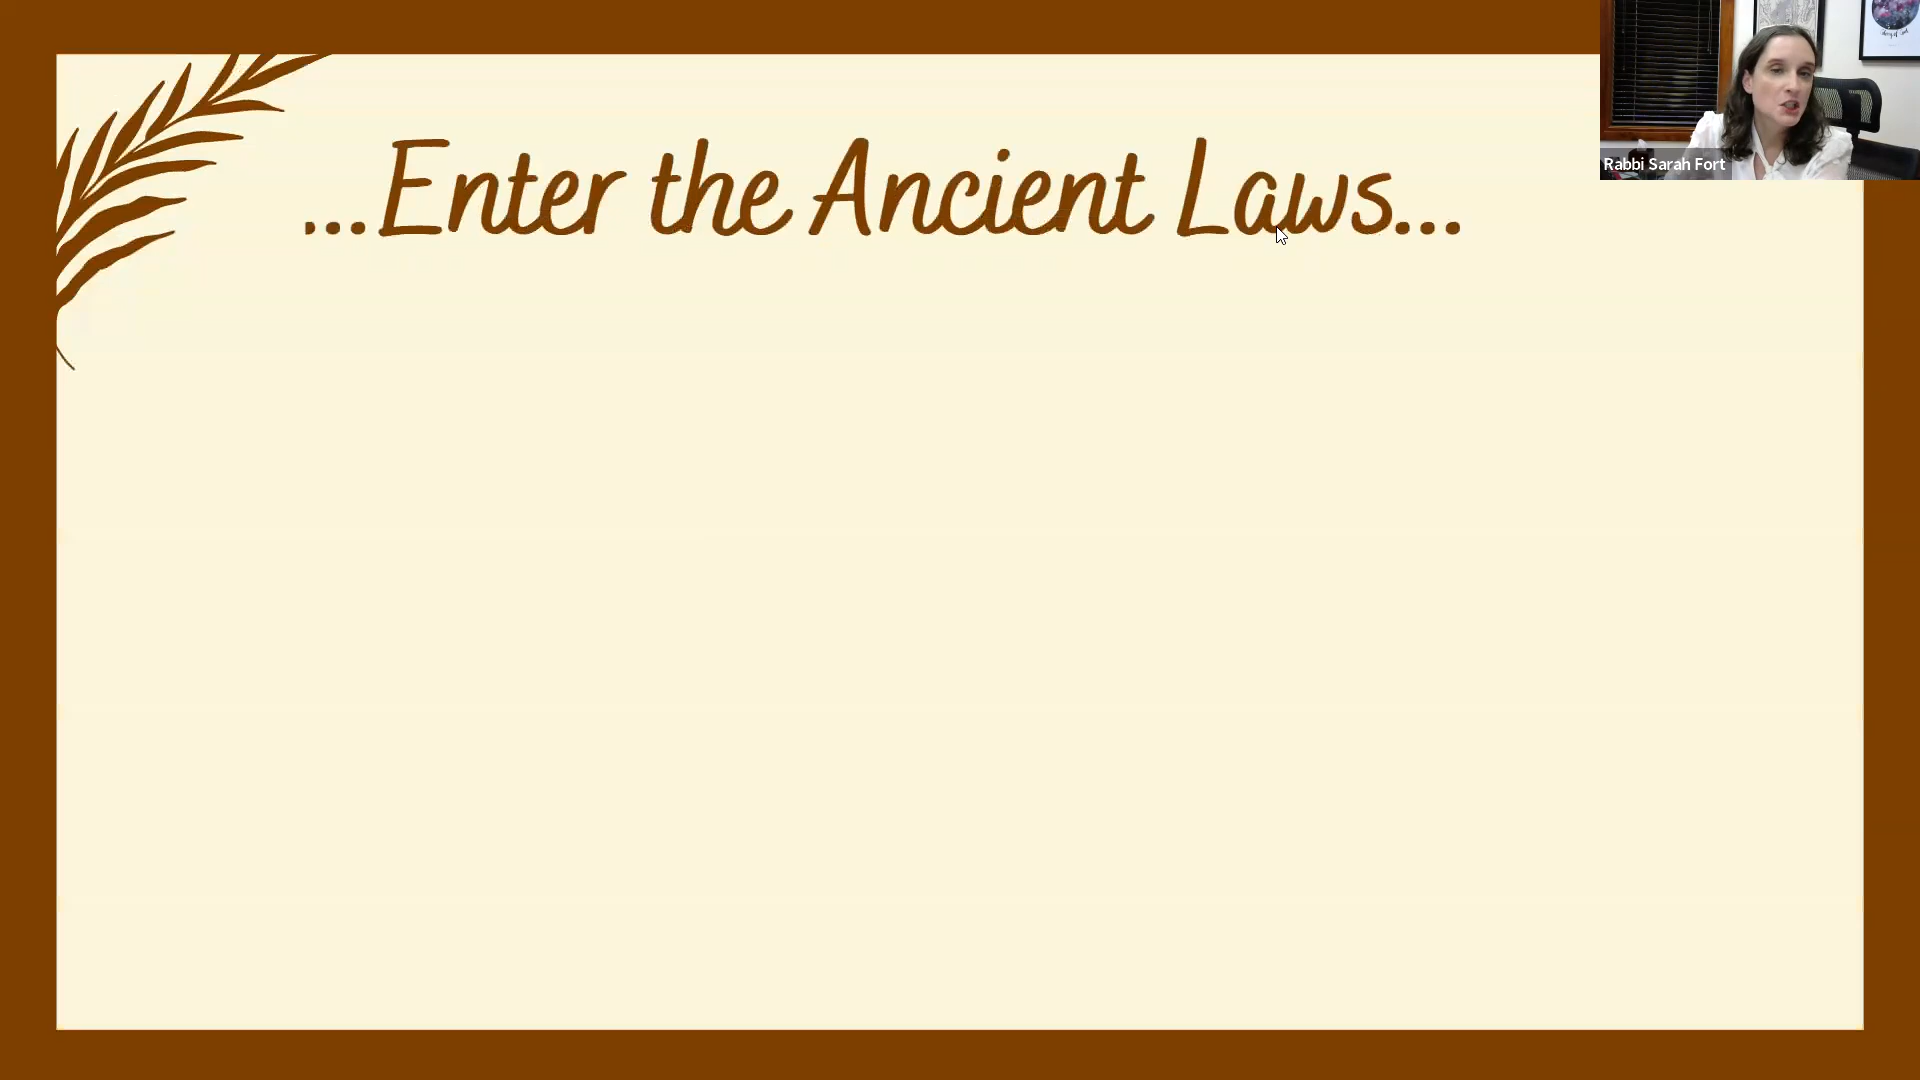 ...Enter the Ancient Laws...
Rabbi Sarah Fort